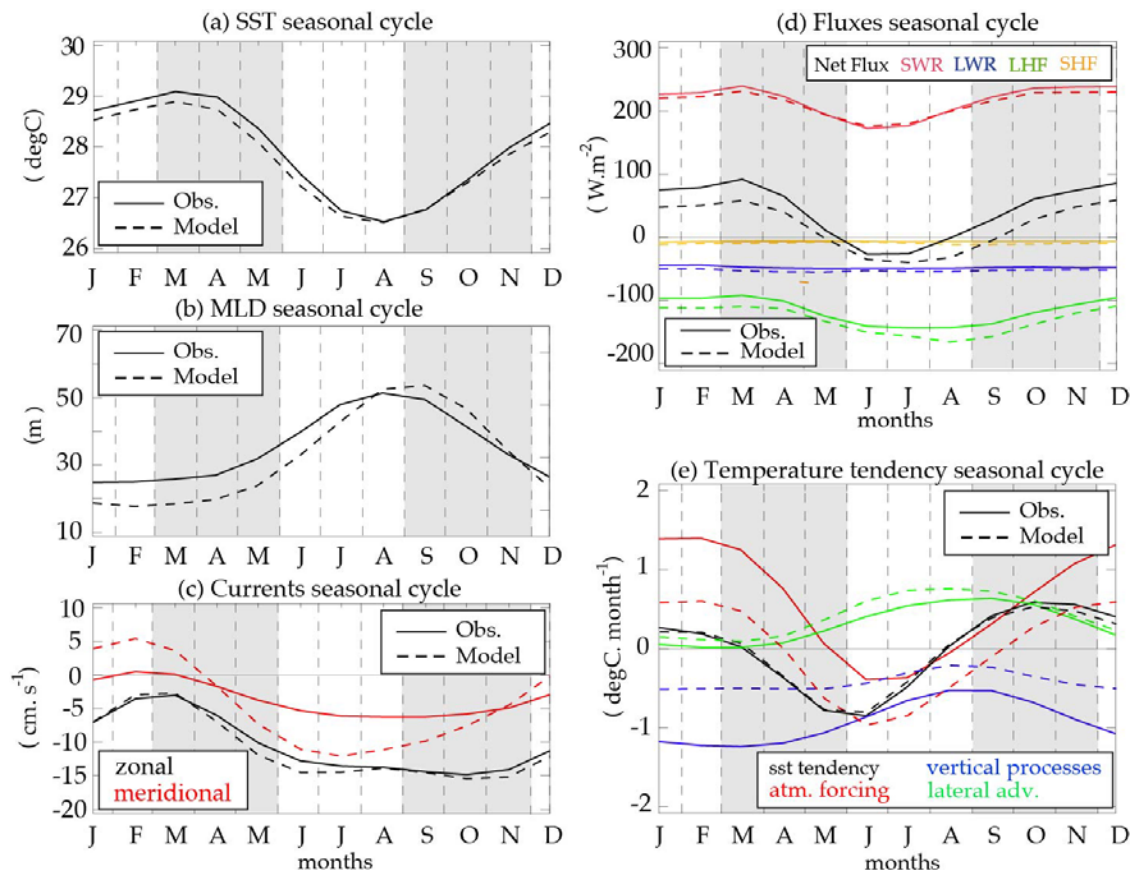 (a) SST seasonal cycle
30
29
28
27
26
( degC)
Obs.
Model
J F M A M J J A S O N D
(b) MLD seasonal cycle
70
50
30
10
(m)
Obs.
Model
J F M A M J J A S O N D
(c) Currents seasonal cycle
10
5
0
-5
-10
-15
-20
( cm. s⁻¹)
Obs.
Model
zonal
meridional
J F M A M J J A S O N D
months
(d) Fluxes seasonal cycle
300
200
100
0
-100
-200
( W.m⁻²)
Net Flux SWR LWR LHF SHF
Obs.
Model
J F M A M J J A S O N D
months
(e) Temperature tendency seasonal cycle
2
1
0
-1
-2
( degC. month⁻¹)
Obs.
Model
sst tendency vertical processes
atm. forcing lateral adv.
J F M A M J J A S O N D
months